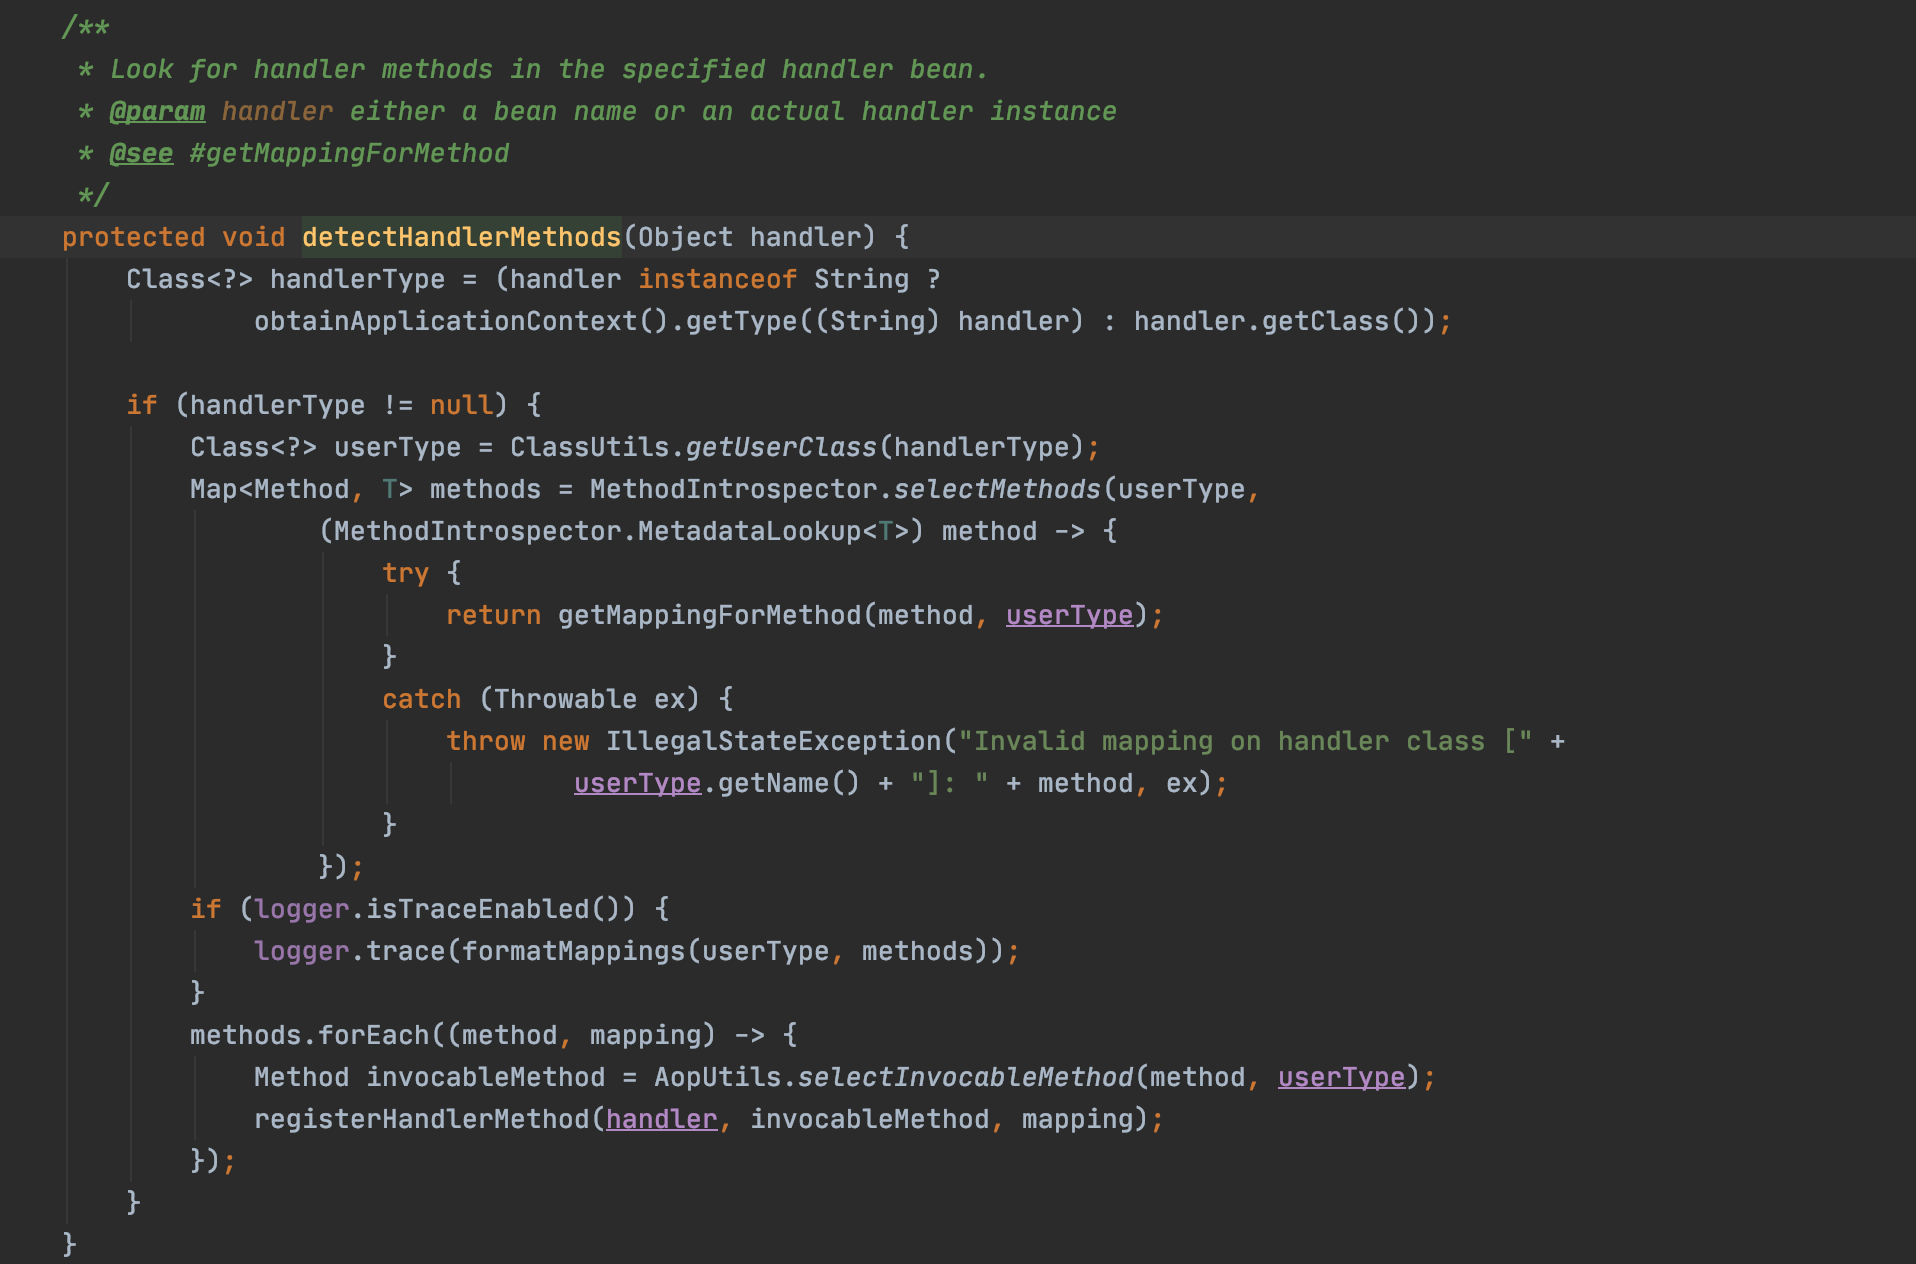 /**
 * Look for handler methods in the specified handler bean.
 * @param handler either a bean name or an actual handler instance
 * @see #getMappingForMethod
 */
protected void detectHandlerMethods(Object handler) {
    Class<?> handlerType = (handler instanceof String ?
            obtainApplicationContext().getType((String) handler) : handler.getClass());

    if (handlerType != null) {
        Class<?> userType = ClassUtils.getUserClass(handlerType);
        Map<Method, T> methods = MethodIntrospector.selectMethods(userType,
                (MethodIntrospector.MetadataLookup<T>) method -> {
                    try {
                        return getMappingForMethod(method, userType);
                    }
                    catch (Throwable ex) {
                        throw new IllegalStateException("Invalid mapping on handler class [" +
                                userType.getName() + "]: " + method, ex);
                    }
                });
        if (logger.isTraceEnabled()) {
            logger.trace(formatMappings(userType, methods));
        }
        methods.forEach((method, mapping) -> {
            Method invocableMethod = AopUtils.selectInvocableMethod(method, userType);
            registerHandlerMethod(handler, invocableMethod, mapping);
        });
    }
}